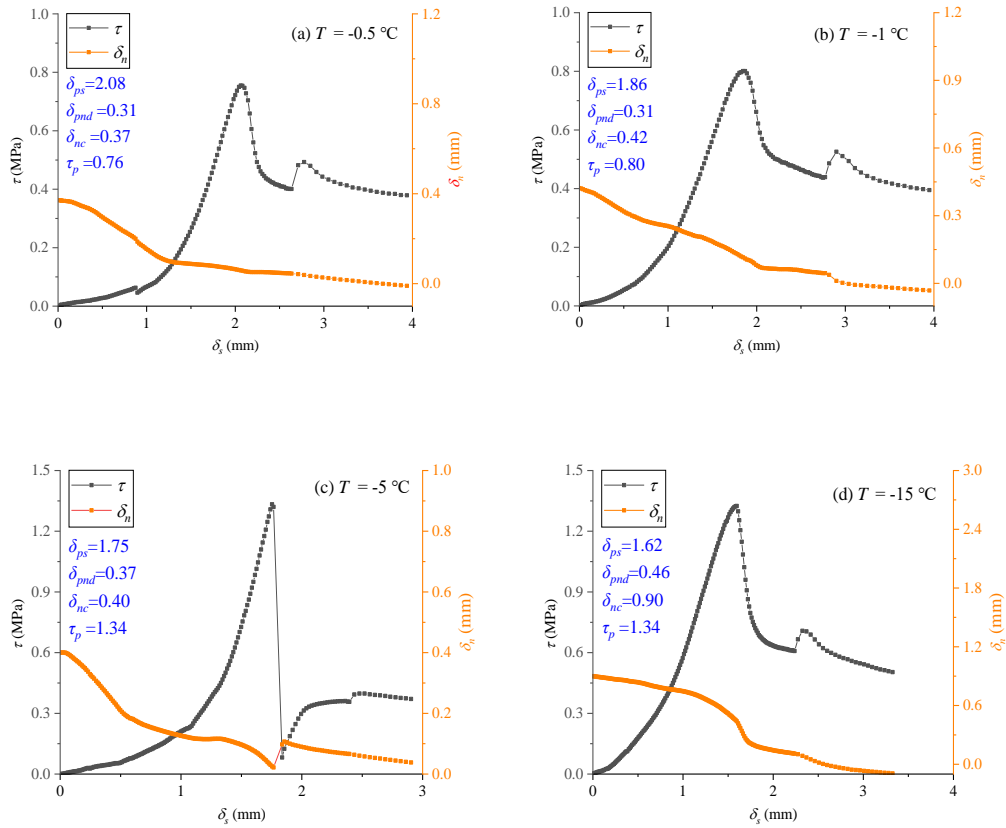 (a) T = -0.5 ℃
τ
δn
δps=2.08
δpnd=0.31
δnc=0.37
τp=0.76
1.0
0.8
0.6
0.4
0.2
0.0
τ (MPa)
0 1 2 3 4
δs (mm)
1.2
0.8
0.4
0.0
δn (mm)
(b) T = -1 ℃
τ
δn
δps=1.86
δpnd=0.31
δnc=0.42
τp=0.80
1.0
0.8
0.6
0.4
0.2
0.0
τ (MPa)
0 1 2 3 4
δs (mm)
1.2
0.9
0.6
0.3
0.0
δn (mm)
(c) T = -5 ℃
τ
δn
δps=1.75
δpnd=0.37
δnc=0.40
τp=1.34
1.5
1.2
0.9
0.6
0.3
0.0
τ (MPa)
0 1 2 3
δs (mm)
1.0
0.8
0.6
0.4
0.2
0.0
δn (mm)
(d) T = -15 ℃
τ
δn
δps=1.62
δpnd=0.46
δnc=0.90
τp=1.34
1.5
1.2
0.9
0.6
0.3
0.0
τ (MPa)
0 1 2 3 4
δs (mm)
3.0
2.4
1.8
1.2
0.6
0.0
δn (mm)